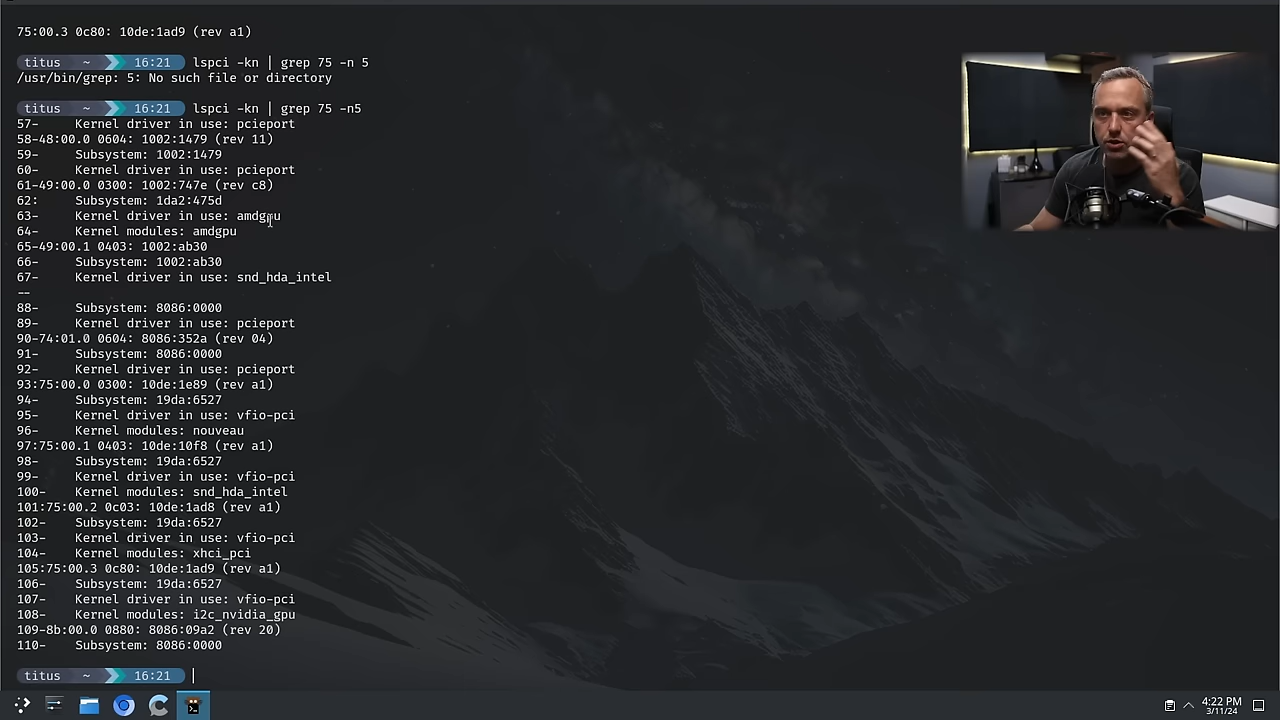 75:00.3 0c80: 10de:1ad9 (rev a1)
titus ~ 16:21 lspci -kn | grep 75 -n 5
/usr/bin/grep: 5: No such file or directory
titus ~ 16:21 lspci -kn | grep 75 -n5
57- Kernel driver in use: pcieport
58-48:00.0 0604: 1002:1479 (rev 11)
59- Subsystem: 1002:1479
60- Kernel driver in use: pcieport
61-49:00.0 0300: 1002:747e (rev c8)
62: Subsystem: 1da2:475d
63- Kernel driver in use: amdgpu
64- Kernel modules: amdgpu
65-49:00.1 0403: 1002:ab30
66- Subsystem: 1002:ab30
67- Kernel driver in use: snd_hda_intel
--
88- Subsystem: 8086:0000
89- Kernel driver in use: pcieport
90-74:01.0 0604: 8086:352a (rev 04)
91- Subsystem: 8086:0000
92- Kernel driver in use: pcieport
93:75:00.0 0300: 10de:1e89 (rev a1)
94- Subsystem: 19da:6527
95- Kernel driver in use: vfio-pci
96- Kernel modules: nouveau
97:75:00.1 0403: 10de:10f8 (rev a1)
98- Subsystem: 19da:6527
99- Kernel driver in use: vfio-pci
100- Kernel modules: snd_hda_intel
101:75:00.2 0c03: 10de:1ad8 (rev a1)
102- Subsystem: 19da:6527
103- Kernel driver in use: vfio-pci
104- Kernel modules: xhci_pci
105:75:00.3 0c80: 10de:1ad9 (rev a1)
106- Subsystem: 19da:6527
107- Kernel driver in use: vfio-pci
108- Kernel modules: i2c_nvidia_gpu
109-8b:00.0 0880: 8086:09a2 (rev 20)
110- Subsystem: 8086:0000
titus ~ 16:21
4:22 PM
3/11/24